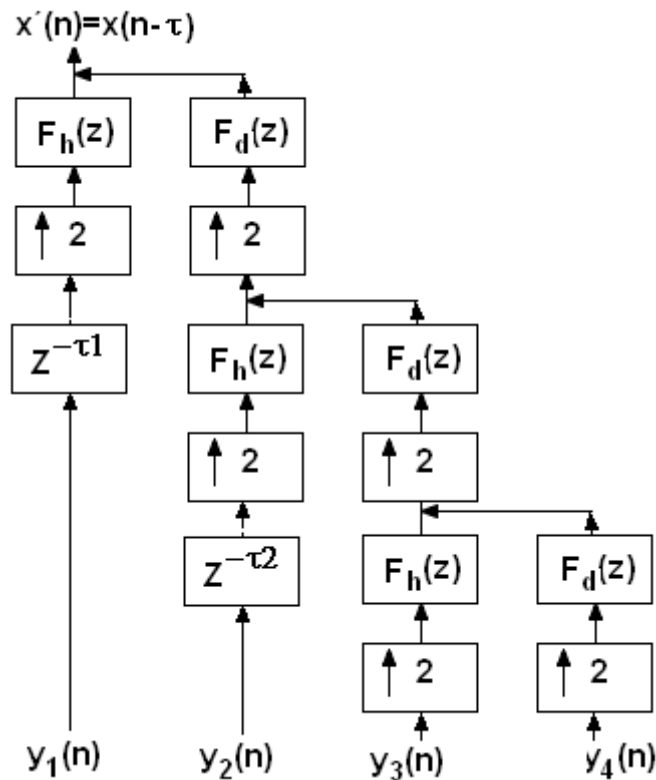 x´(n)=x(n-τ)
F_h(z) F_d(z)
↑ 2 ↑ 2
Z^-τ1 F_h(z) F_d(z)
↑ 2 ↑ 2
Z^-τ2 F_h(z) F_d(z)
↑ 2 ↑ 2
y_1(n) y_2(n) y_3(n) y_4(n)